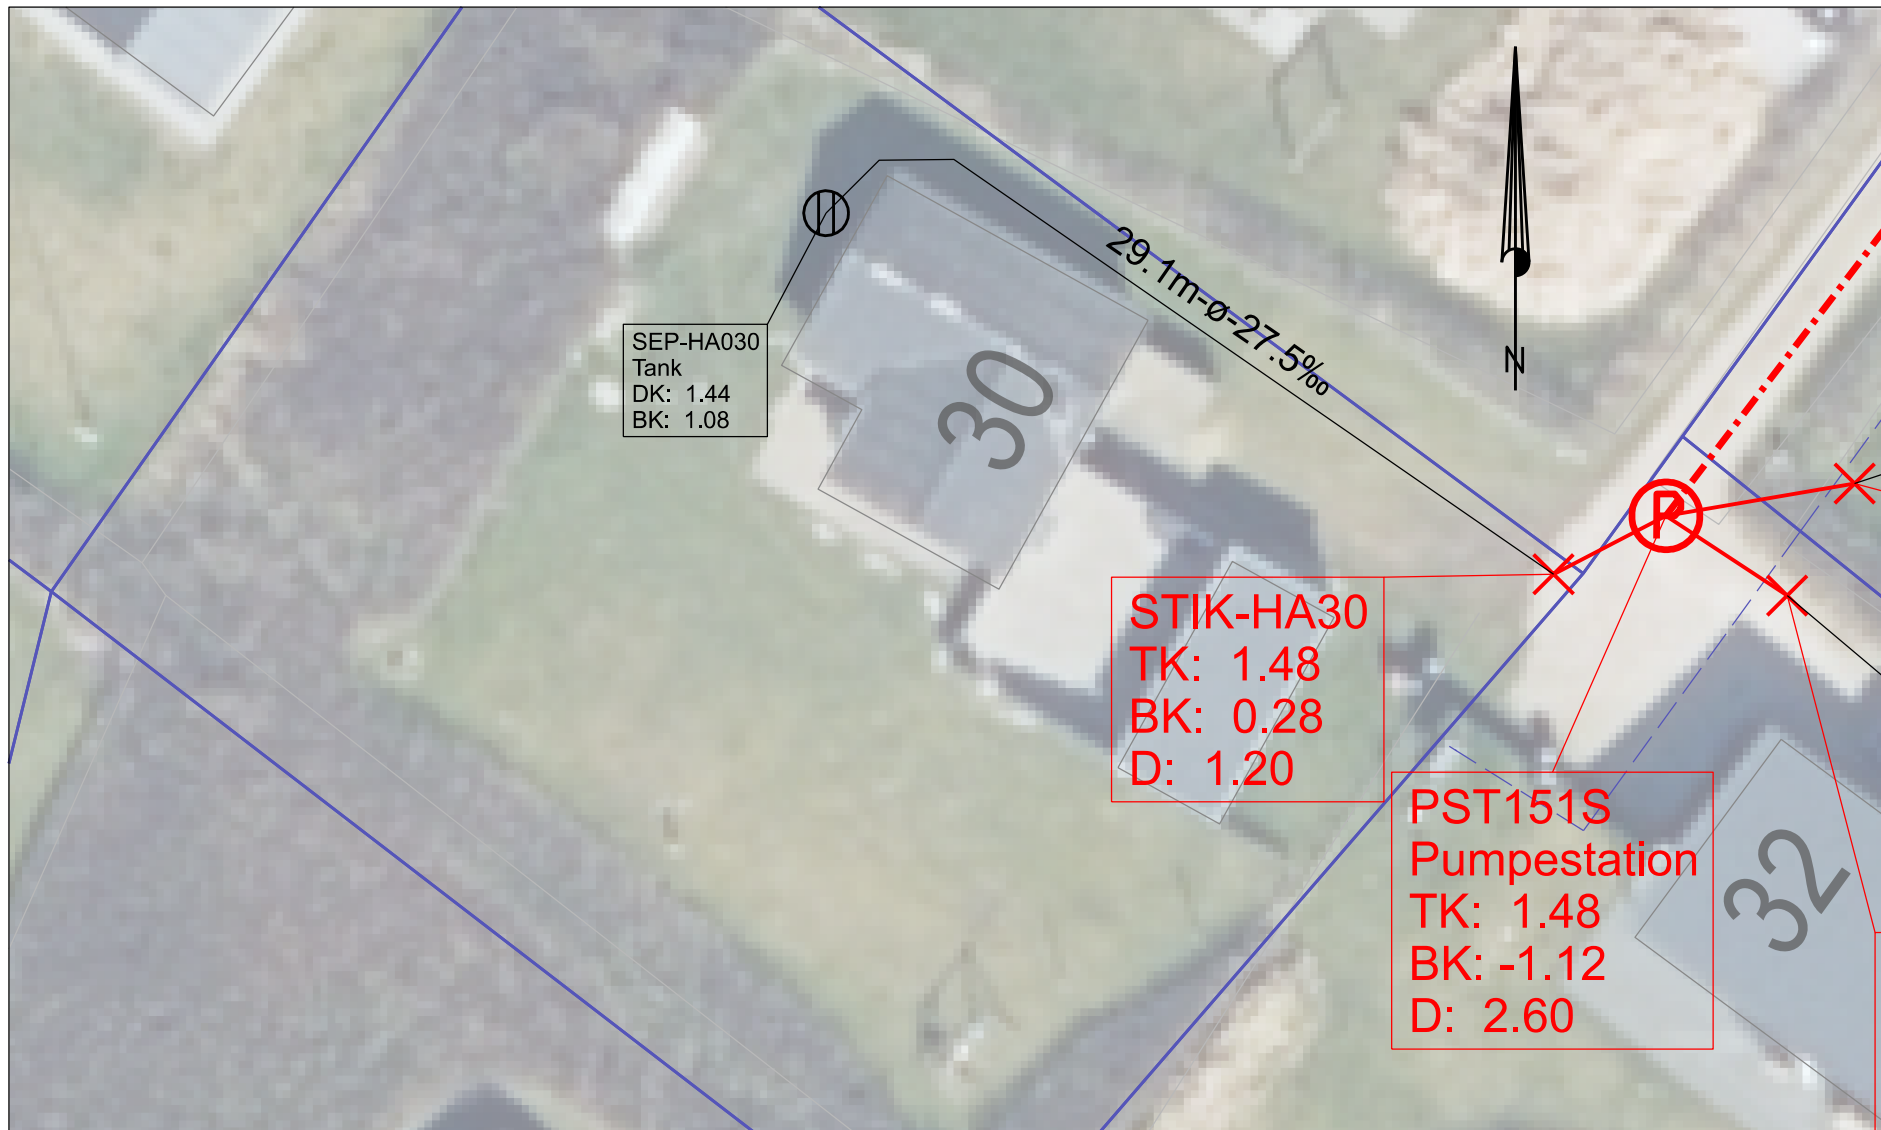 29.1m-ø-27.5‰
N
SEP-HA030
Tank
DK: 1.44
BK: 1.08
30
P
STIK-HA30
TK: 1.48
BK: 0.28
D: 1.20
PST151S
Pumpestation
TK: 1.48
BK: -1.12
D: 2.60
32